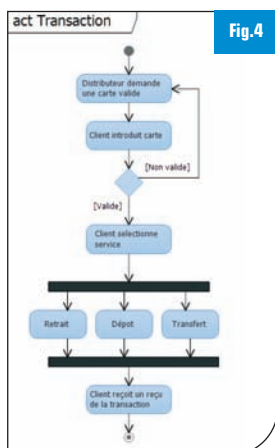 act Transaction
Fig.4
Distributeur demande
une carte valide
Client introduit carte
[Non valide]
[Valide]
Client selectionne
service
Retrait
Dépot
Transfert
Client reçoit un reçu
de la transaction